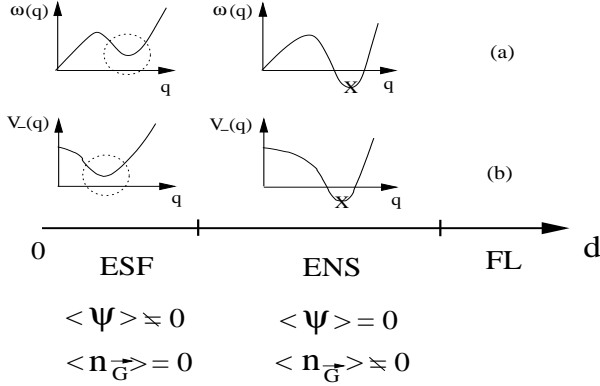 ω(q) ω(q)
(a)
X
q q
V_(q) V_(q)
(b)
X
q q
0 ESF ENS FL d
<Ψ> ≠ 0 <Ψ> = 0
<n_G⃗> = 0 <n_G⃗> ≠ 0